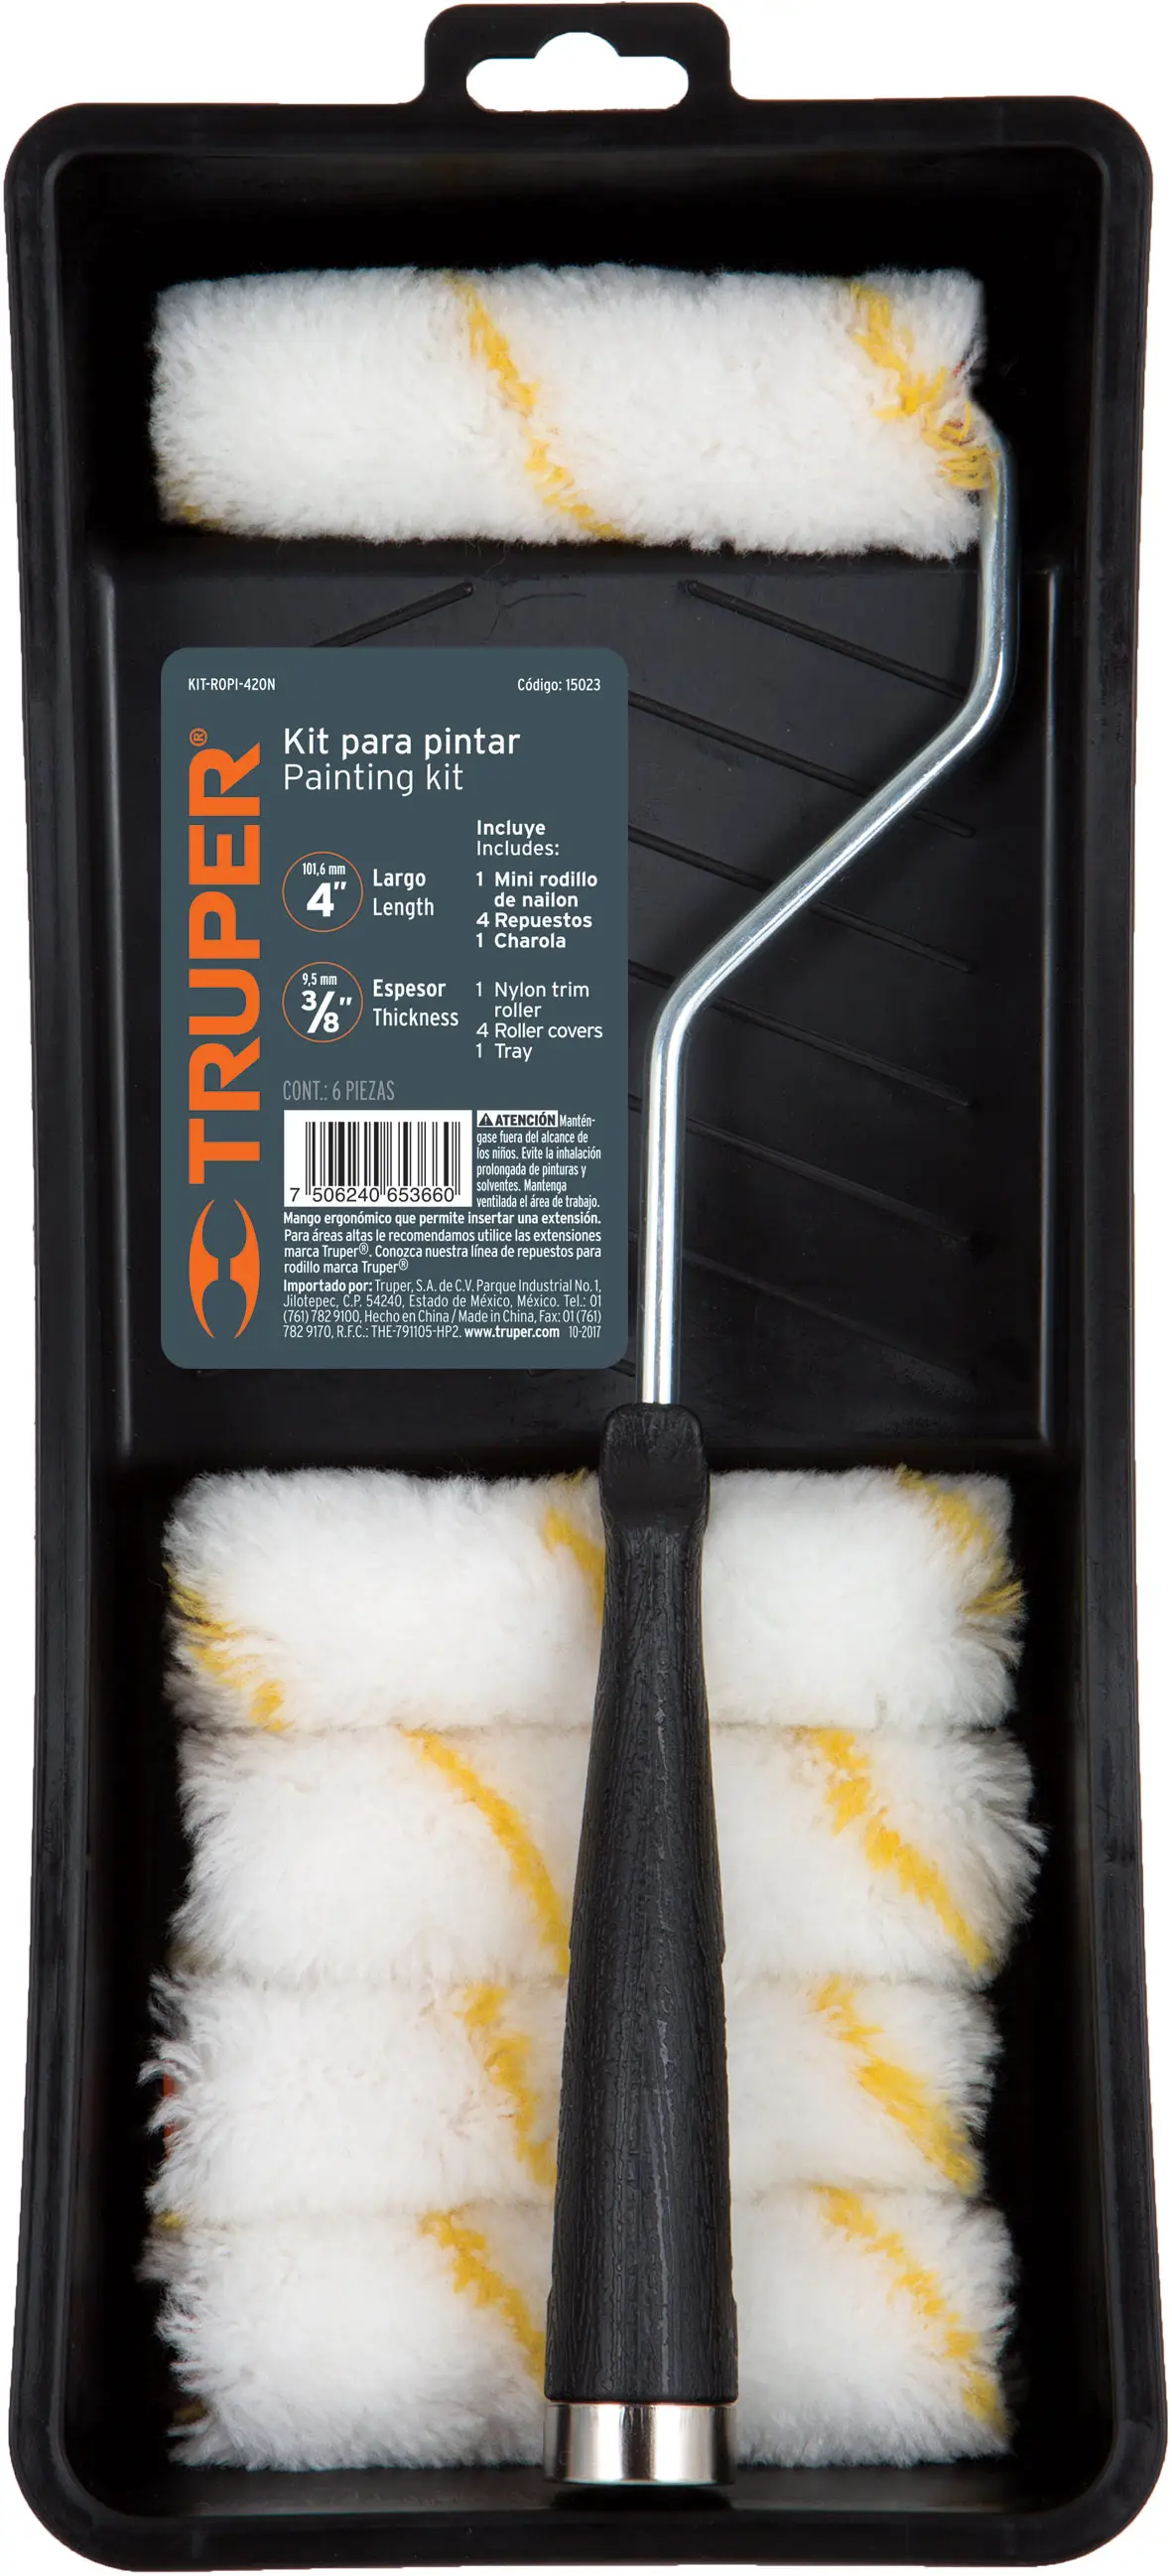 KIT-ROPI-420N
Código: 15023
TRUPER®
Kit para pintar
Painting kit
101,6 mm
4"
Largo
Length
9,5 mm
3/8"
Espesor
Thickness
Incluye
Includes:
1 Mini rodillo
de nailon
4 Repuestos
1 Charola
1 Nylon trim
roller
4 Roller covers
1 Tray
CONT.: 6 PIEZAS
7 506240 653660
ATENCIÓN Mantén-
gase fuera del alcance de
los niños. Evite la inhalación
prolongada de pinturas y
solventes. Mantenga
ventilada el área de trabajo.
Mango ergonómico que permite insertar una extensión.
Para áreas altas le recomendamos utilice las extensiones
marca Truper®. Conozca nuestra línea de repuestos para
rodillo marca Truper®
Importado por: Truper, S.A. de C.V. Parque Industrial No. 1,
Jilotepec, C.P. 54240, Estado de México, México. Tel.: 01
(761) 782 9100, Hecho en China / Made in China, Fax: 01 (761)
782 9170, R.F.C.: THE-791105-HP2. www.truper.com 10-2017